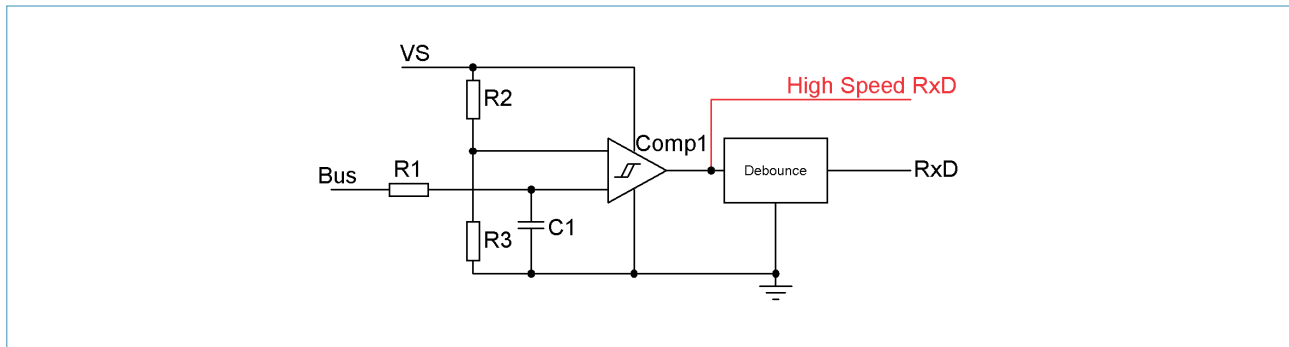 VS
R2
High Speed RxD
Comp1
Bus
R1
Debounce
RxD
R3
C1